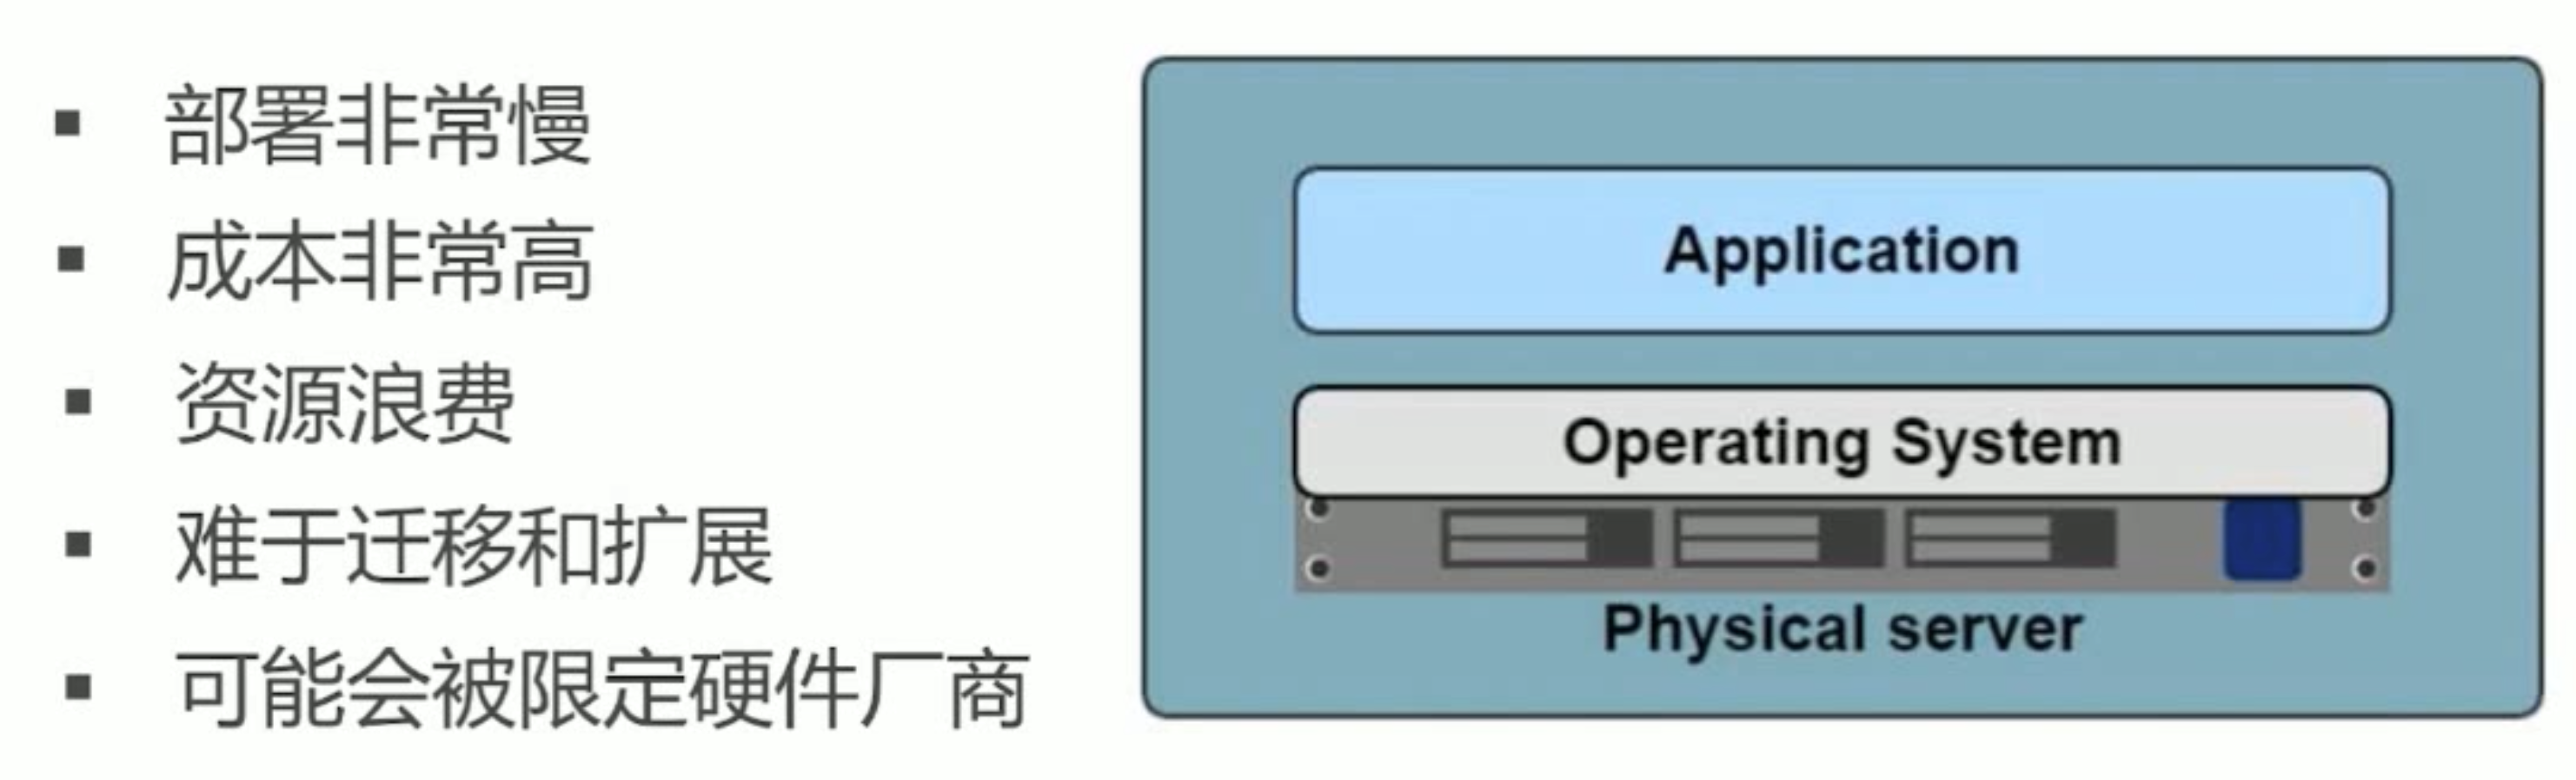 部署非常慢
成本非常高
资源浪费
难于迁移和扩展
可能会被限定硬件厂商
Application
Operating System
Physical server